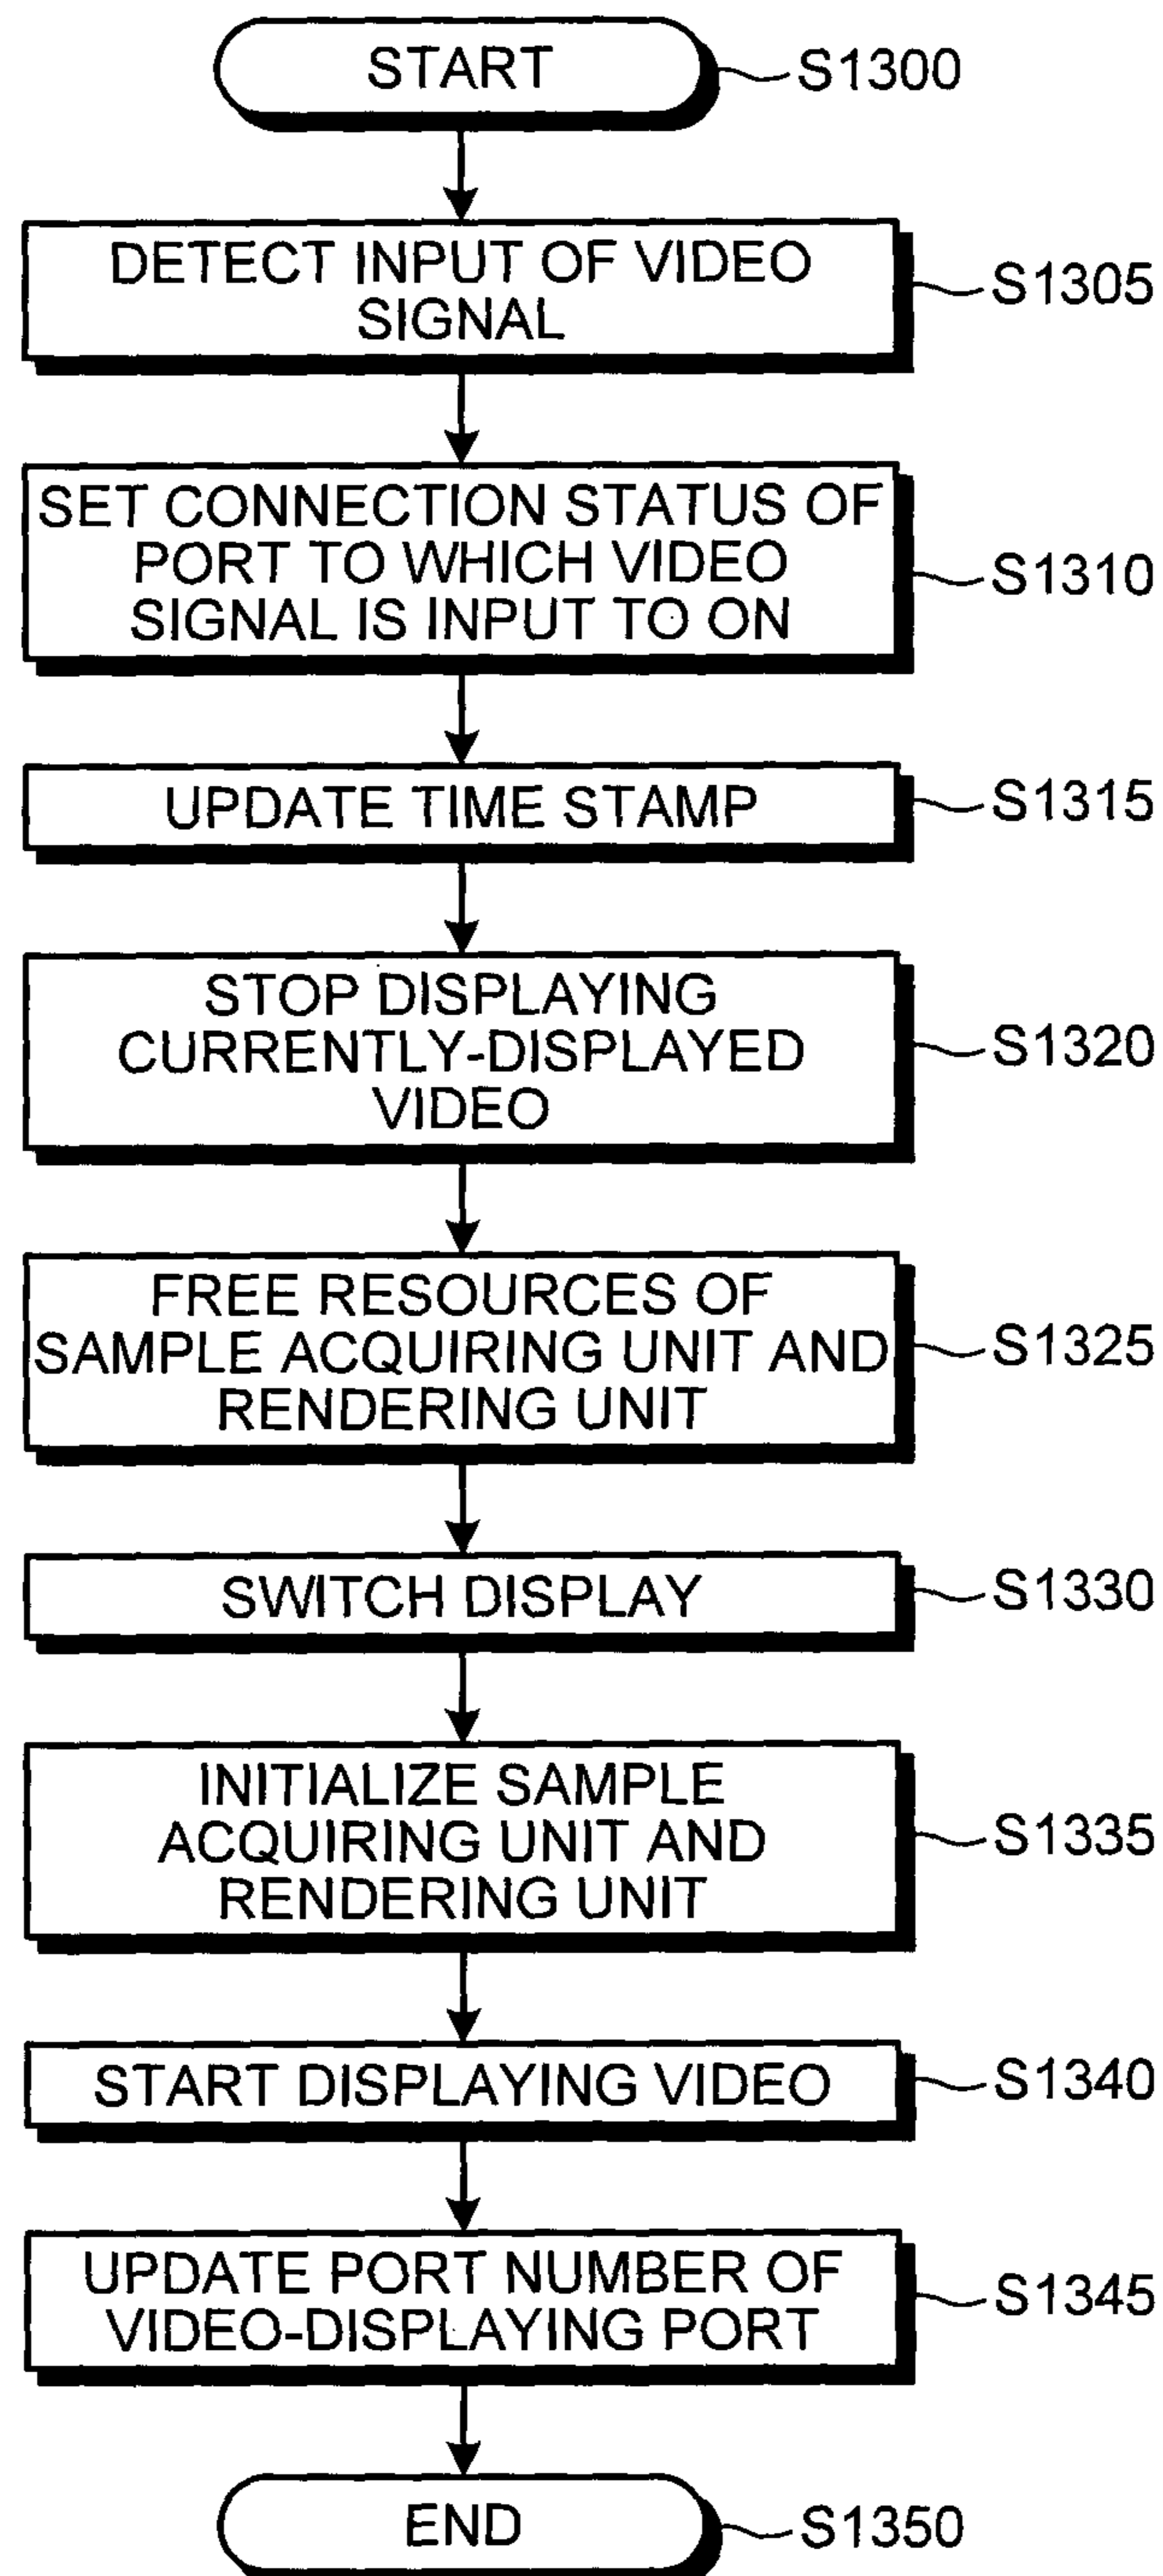 START
S1300
DETECT INPUT OF VIDEO
SIGNAL
S1305
SET CONNECTION STATUS OF
PORT TO WHICH VIDEO
SIGNAL IS INPUT TO ON
S1310
UPDATE TIME STAMP
S1315
STOP DISPLAYING
CURRENTLY-DISPLAYED
VIDEO
S1320
FREE RESOURCES OF
SAMPLE ACQUIRING UNIT AND
RENDERING UNIT
S1325
SWITCH DISPLAY
S1330
INITIALIZE SAMPLE
ACQUIRING UNIT AND
RENDERING UNIT
S1335
START DISPLAYING VIDEO
S1340
UPDATE PORT NUMBER OF
VIDEO-DISPLAYING PORT
S1345
END
S1350